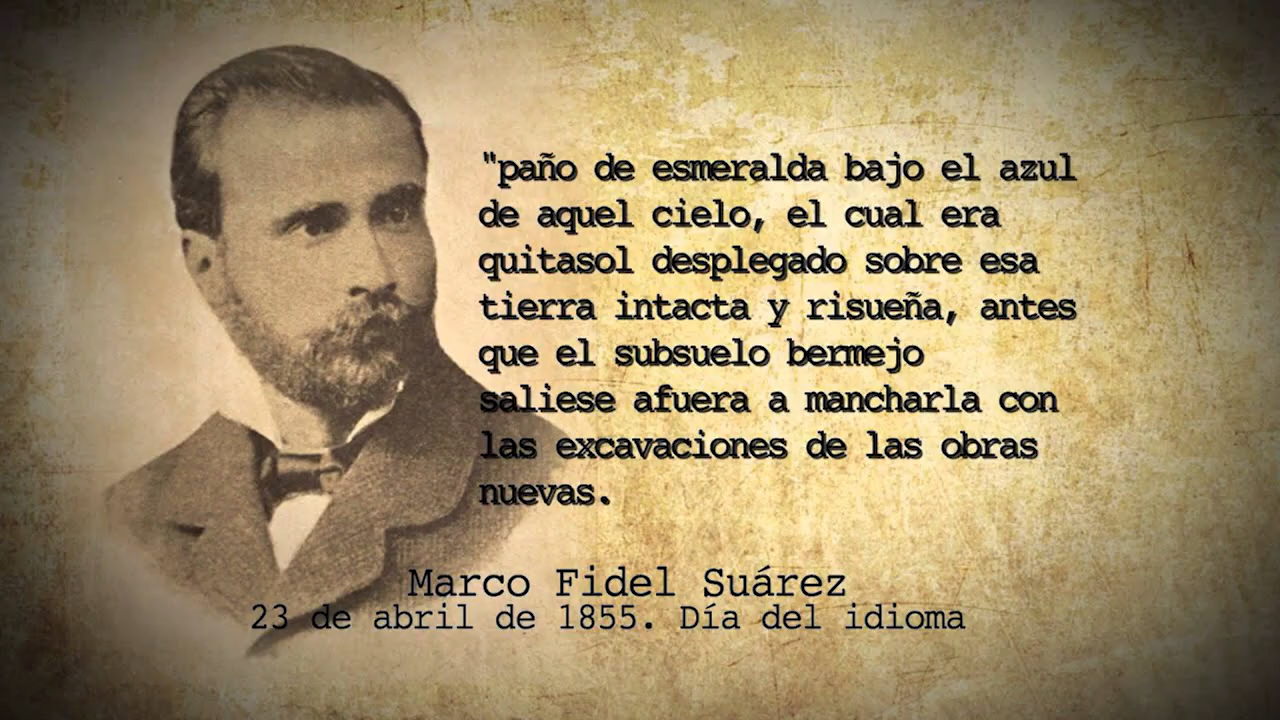 "paño de esmeralda bajo el azul
de aquel cielo, el cual era
quitasol desplegado sobre esa
tierra intacta y risueña, antes
que el subsuelo bermejo
saliese afuera a mancharla con
las excavaciones de las obras
nuevas.
Marco Fidel Suárez
23 de abril de 1855. Día del idioma